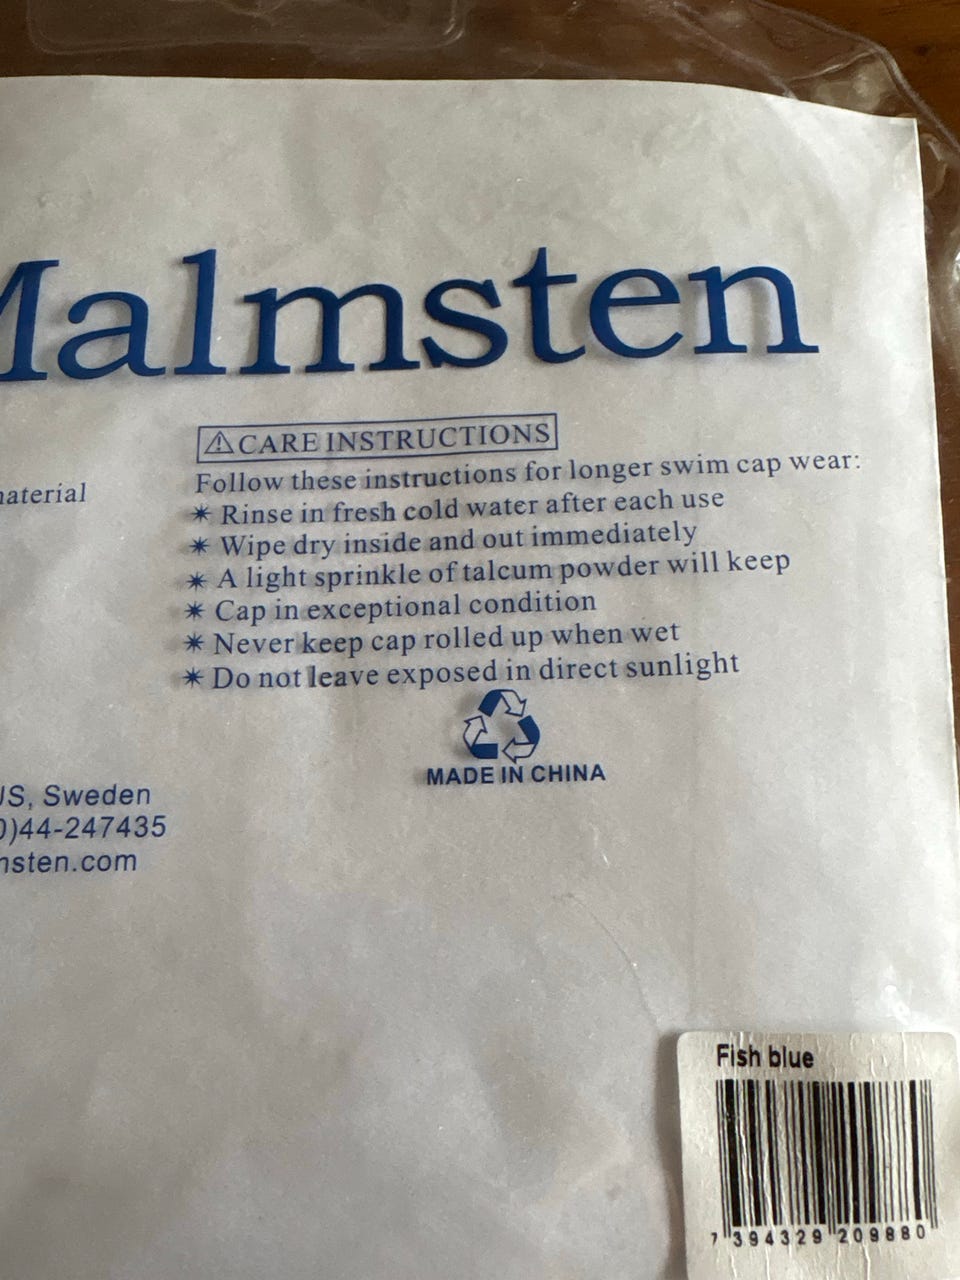 Malmsten
⚠CARE INSTRUCTIONS
Follow these instructions for longer swim cap wear:
✴ Rinse in fresh cold water after each use
✴ Wipe dry inside and out immediately
✴ A light sprinkle of talcum powder will keep
✴ Cap in exceptional condition
✴ Never keep cap rolled up when wet
✴ Do not leave exposed in direct sunlight
MADE IN CHINA
material
US, Sweden
0)44-247435
msten.com
Fish blue
7 394329 209880